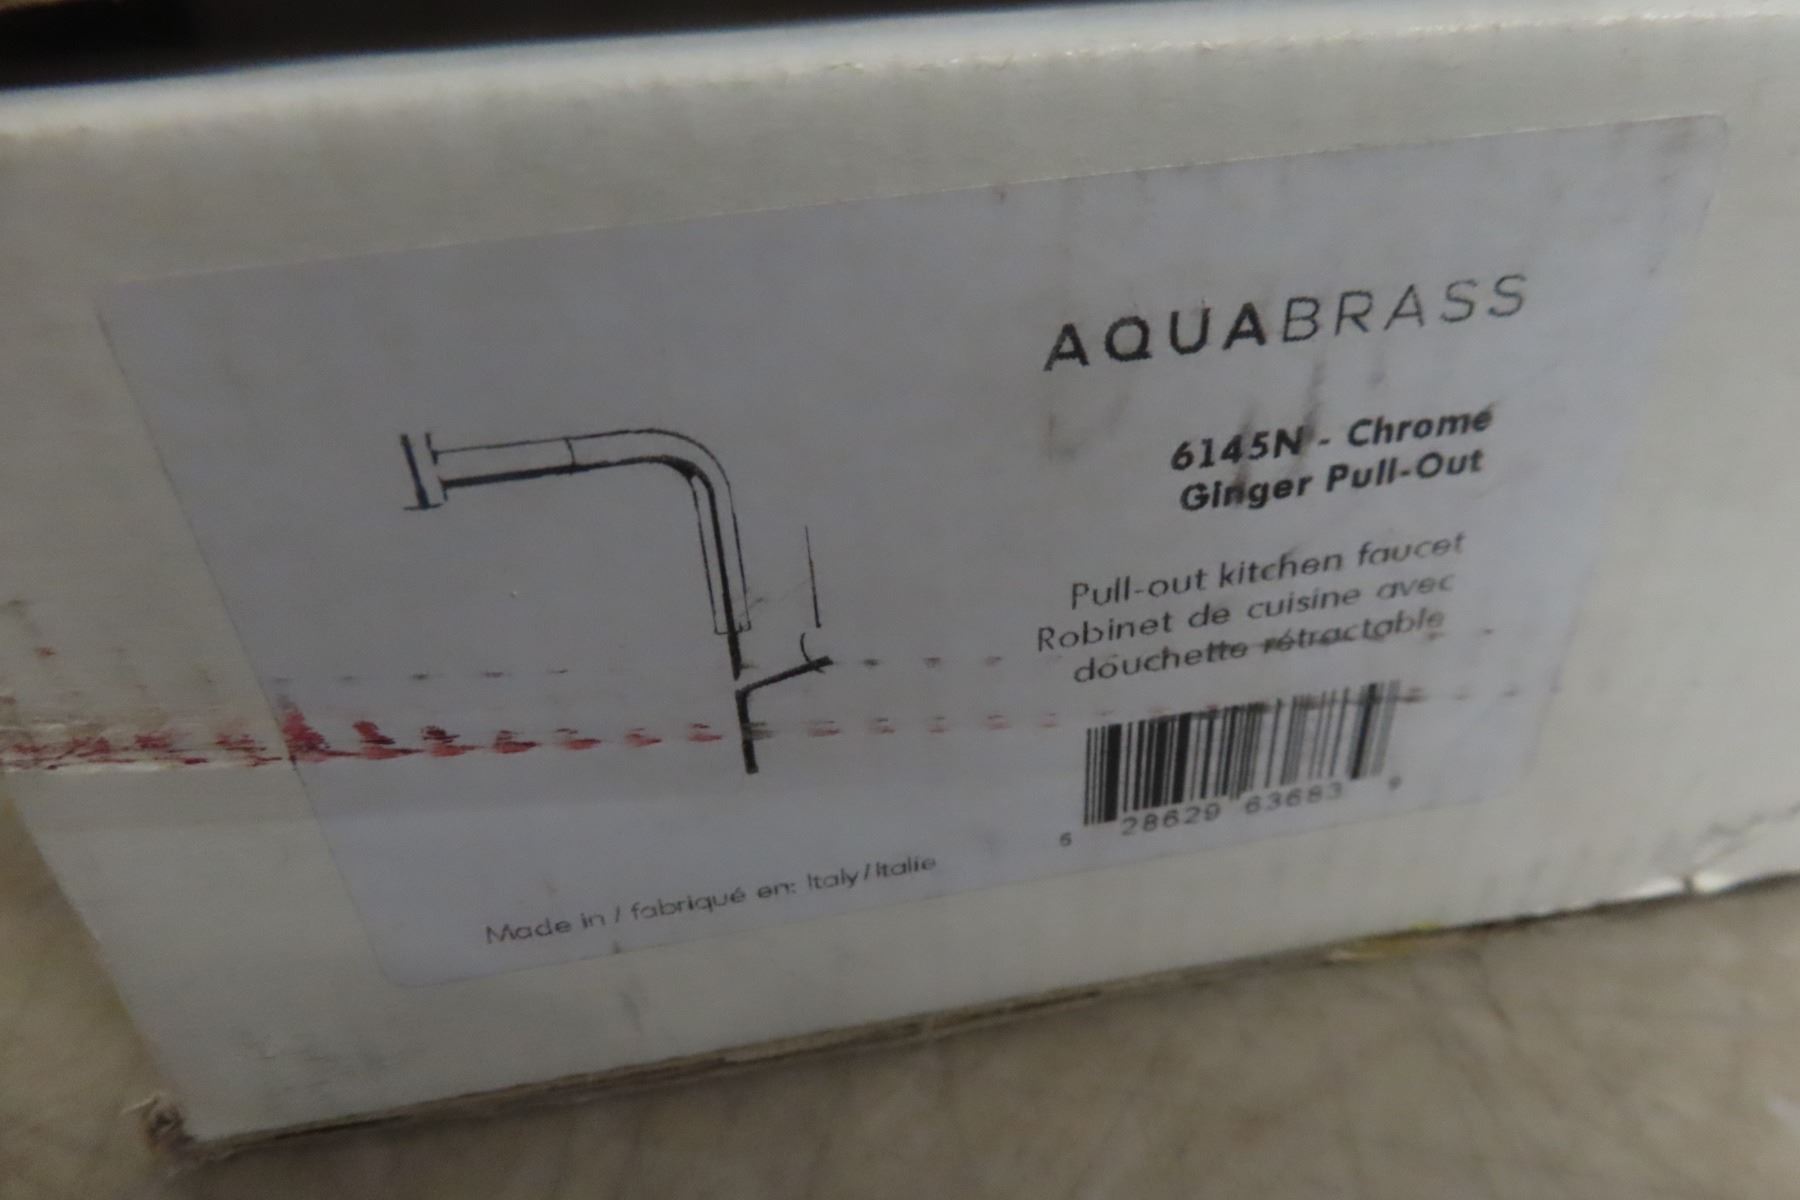 AQUABRASS
6145N - Chrome
Ginger Pull-Out
Pull-out kitchen faucet
Robinet de cuisine avec
douchette rétractable
6 28629 63683 9
Made in / fabriqué en: Italy / Italie